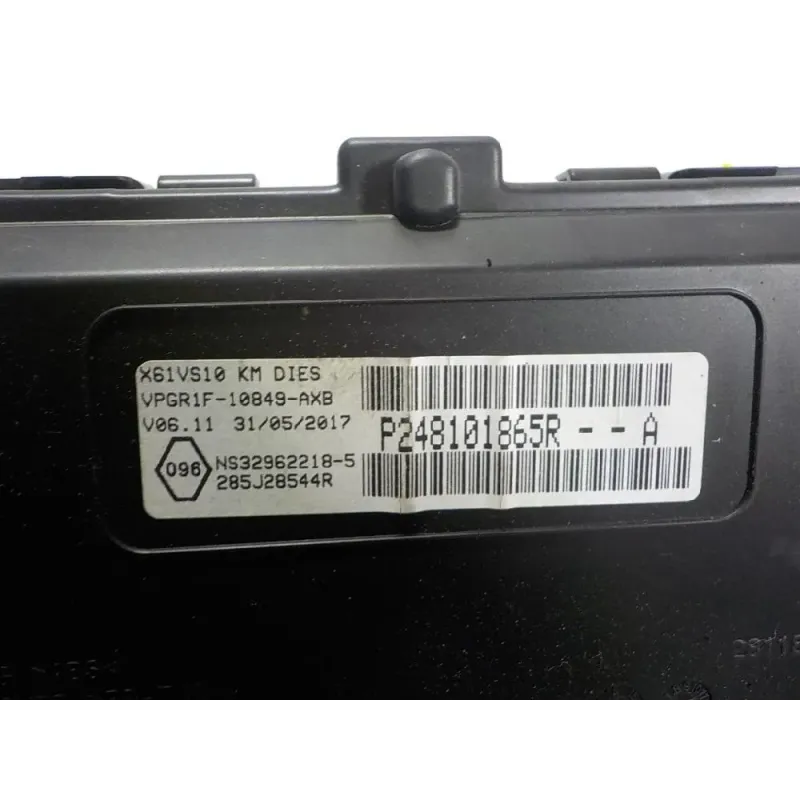 X61VS10 KM DIES
VPGR1F-10849-AXB
V06.11 31/05/2017
P248101865R - - A
096
NS32962218-5
285J28544R